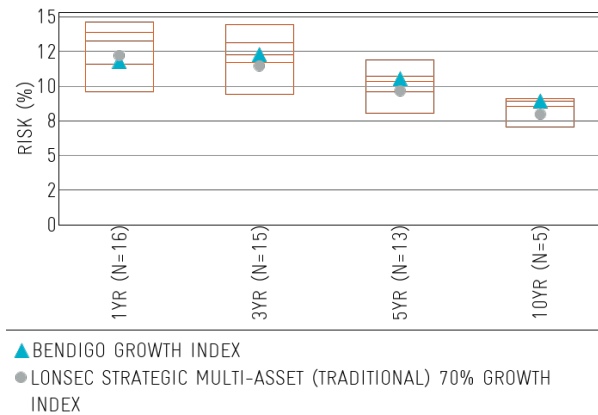 15
12
10
8
5
2
0
RISK (%)
1YR (N=16)
3YR (N=15)
5YR (N=13)
10YR (N=5)
BENDIGO GROWTH INDEX
LONSEC STRATEGIC MULTI-ASSET (TRADITIONAL) 70% GROWTH
INDEX